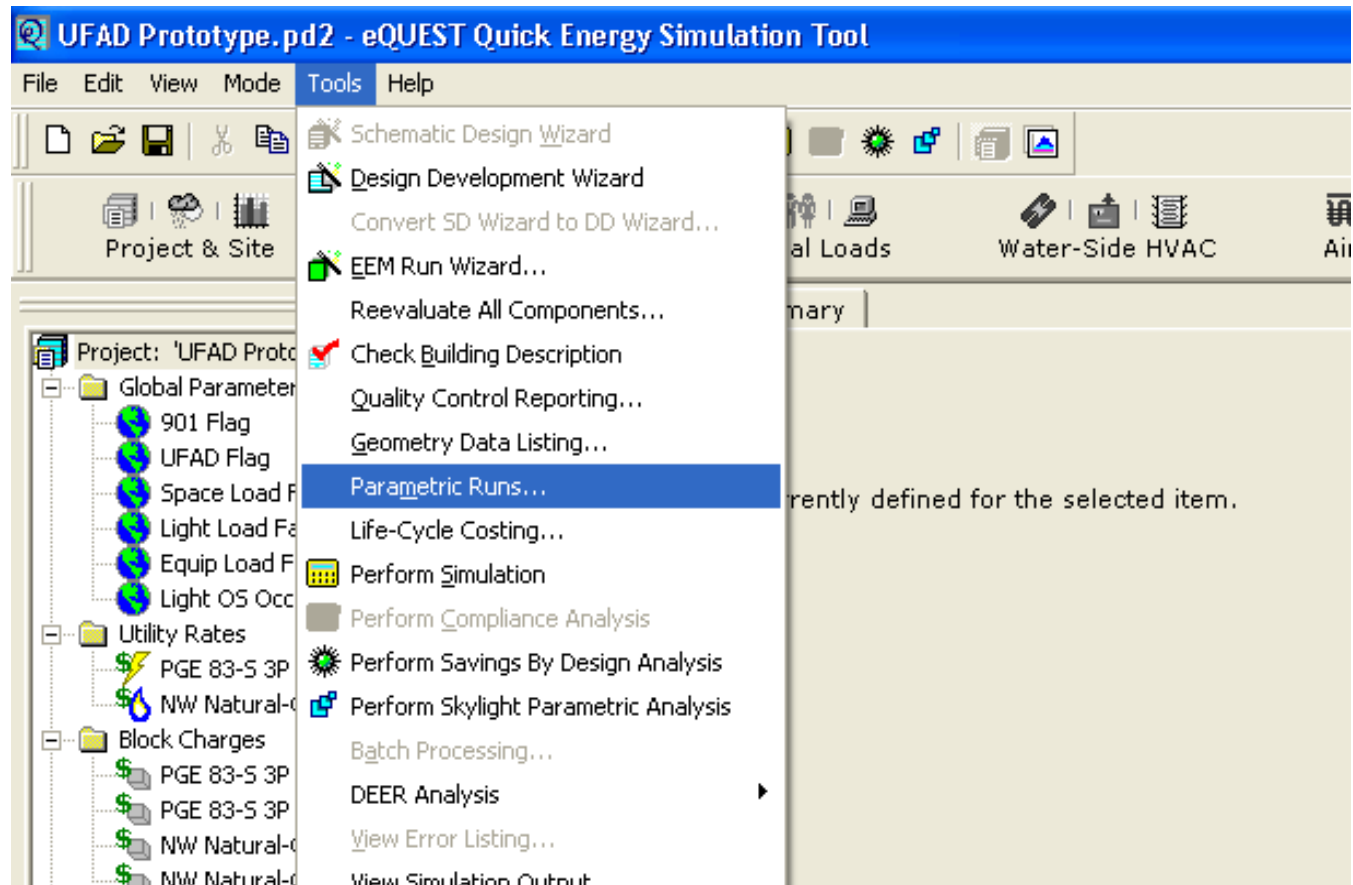 UFAD Prototype.pd2 - eQUEST Quick Energy Simulation Tool
File Edit View Mode Tools Help
Schematic Design Wizard
Design Development Wizard
Convert SD Wizard to DD Wizard...
EEM Run Wizard...
Reevaluate All Components...
Check Building Description
Quality Control Reporting...
Geometry Data Listing...
Parametric Runs...
Life-Cycle Costing...
Perform Simulation
Perform Compliance Analysis
Perform Savings By Design Analysis
Perform Skylight Parametric Analysis
Batch Processing...
DEER Analysis
View Error Listing...
View Simulation Output
Project & Site
al Loads
Water-Side HVAC
Air
mary
Project: 'UFAD Proto
Global Parameter
901 Flag
UFAD Flag
Space Load F
Light Load Fa
Equip Load F
Light OS Occ
Utility Rates
PGE 83-S 3P
NW Natural-
Block Charges
PGE 83-S 3P
PGE 83-S 3P
NW Natural-
NW Natural-
rently defined for the selected item.